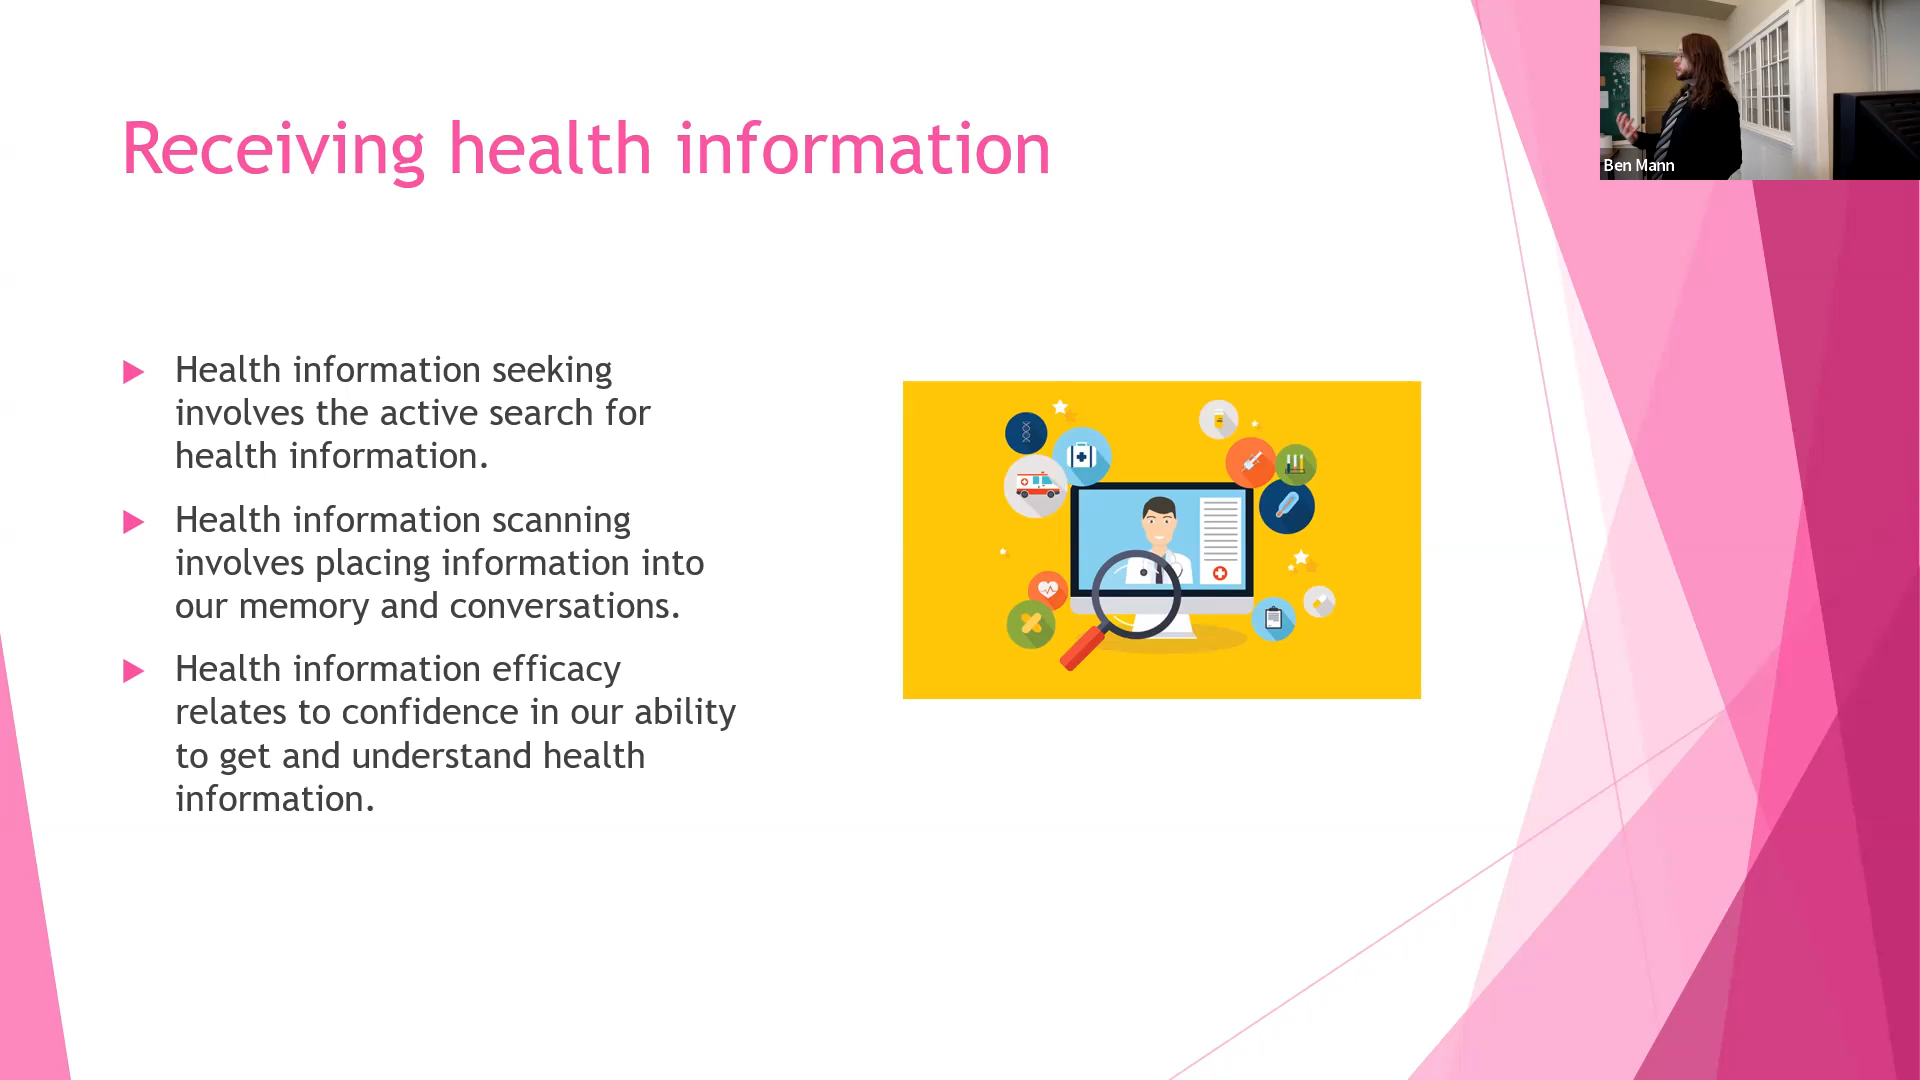 Receiving health information
Ben Mann
Health information seeking
involves the active search for
health information.
Health information scanning
involves placing information into
our memory and conversations.
Health information efficacy
relates to confidence in our ability
to get and understand health
information.